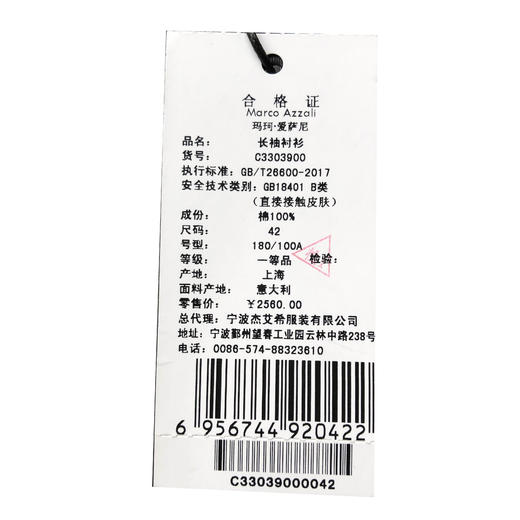 合格证
Marco Azzali
玛珂·爱萨尼
品名： 长袖衬衫
货号： C3303900
执行标准：GB/T26600-2017
安全技术类别：GB18401 B类
（直接接触皮肤）
成份： 棉100%
尺码： 42
号型： 180/100A
等级： 一等品 检验：
产地： 上海
面料产地： 意大利
零售价： ¥2560.00
总代理：宁波杰艾希服装有限公司
地址：宁波鄞州望春工业园云林中路238号
电话：0086-574-88323610
6 956744 920422
C33039000042